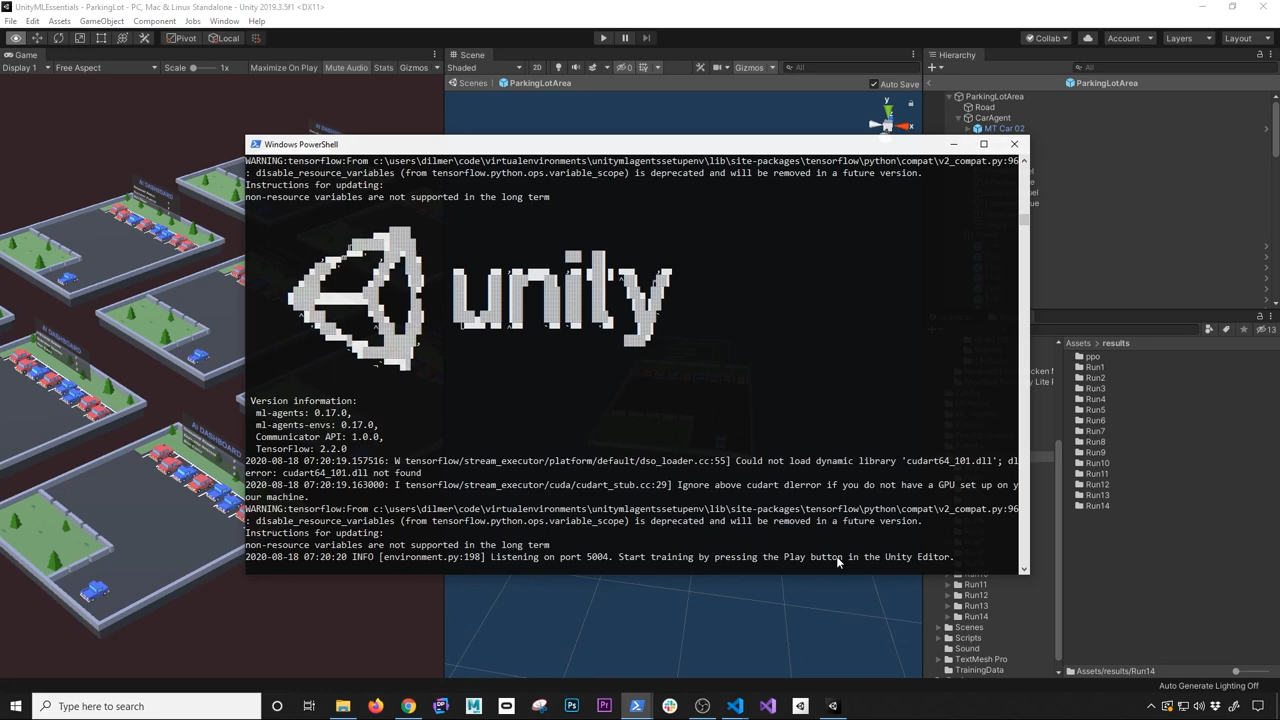 UnityMLEssentials - ParkingLot - PC, Mac & Linux Standalone - Unity 2019.3.5f1 <DX11>
File Edit Assets GameObject Component Jobs Window Help
Pivot Local Collab Account Layers Layout
Game Scene Hierarchy
Display 1 Free Aspect Scale 1x Maximize On Play Mute Audio Stats Gizmos
Shaded 2D 0 Gizmos All All
Scenes ParkingLotArea Auto Save
ParkingLotArea
ParkingLotArea
Road
CarAgent
MT Car 02
y
x
AI DASHBOARD
AI DASHBOARD
AI DASHBOARD
AI DASHBOARD
Windows PowerShell
WARNING:tensorflow:From c:\users\dilmer\code\virtualenvironments\unitymlagentssetupenv\lib\site-packages\tensorflow\python\compat\v2_compat.py:96
: disable_resource_variables (from tensorflow.python.ops.variable_scope) is deprecated and will be removed in a future version.
Instructions for updating:
non-resource variables are not supported in the long term
unity
Version information:
ml-agents: 0.17.0,
ml-agents-envs: 0.17.0,
Communicator API: 1.0.0,
TensorFlow: 2.2.0
2020-08-18 07:20:19.157516: W tensorflow/stream_executor/platform/default/dso_loader.cc:55] Could not load dynamic library 'cudart64_101.dll'; dl
error: cudart64_101.dll not found
2020-08-18 07:20:19.163000: I tensorflow/stream_executor/cuda/cudart_stub.cc:29] Ignore above cudart dlerror if you do not have a GPU set up on y
our machine.
WARNING:tensorflow:From c:\users\dilmer\code\virtualenvironments\unitymlagentssetupenv\lib\site-packages\tensorflow\python\compat\v2_compat.py:96
: disable_resource_variables (from tensorflow.python.ops.variable_scope) is deprecated and will be removed in a future version.
Instructions for updating:
non-resource variables are not supported in the long term
2020-08-18 07:20:20 INFO [environment.py:198] Listening on port 5004. Start training by pressing the Play button in the Unity Editor.
13
Assets results
ppo
Run1
Run2
Run3
Run4
Run5
Run6
Run7
Run8
Run9
Run10
Run11
Run12
Run13
Run14
Run11
Run12
Run13
Run14
Scenes
Scripts
Sound
TextMesh Pro
TrainingData
Assets/results/Run14
Auto Generate Lighting Off
Type here to search
7:20 AM